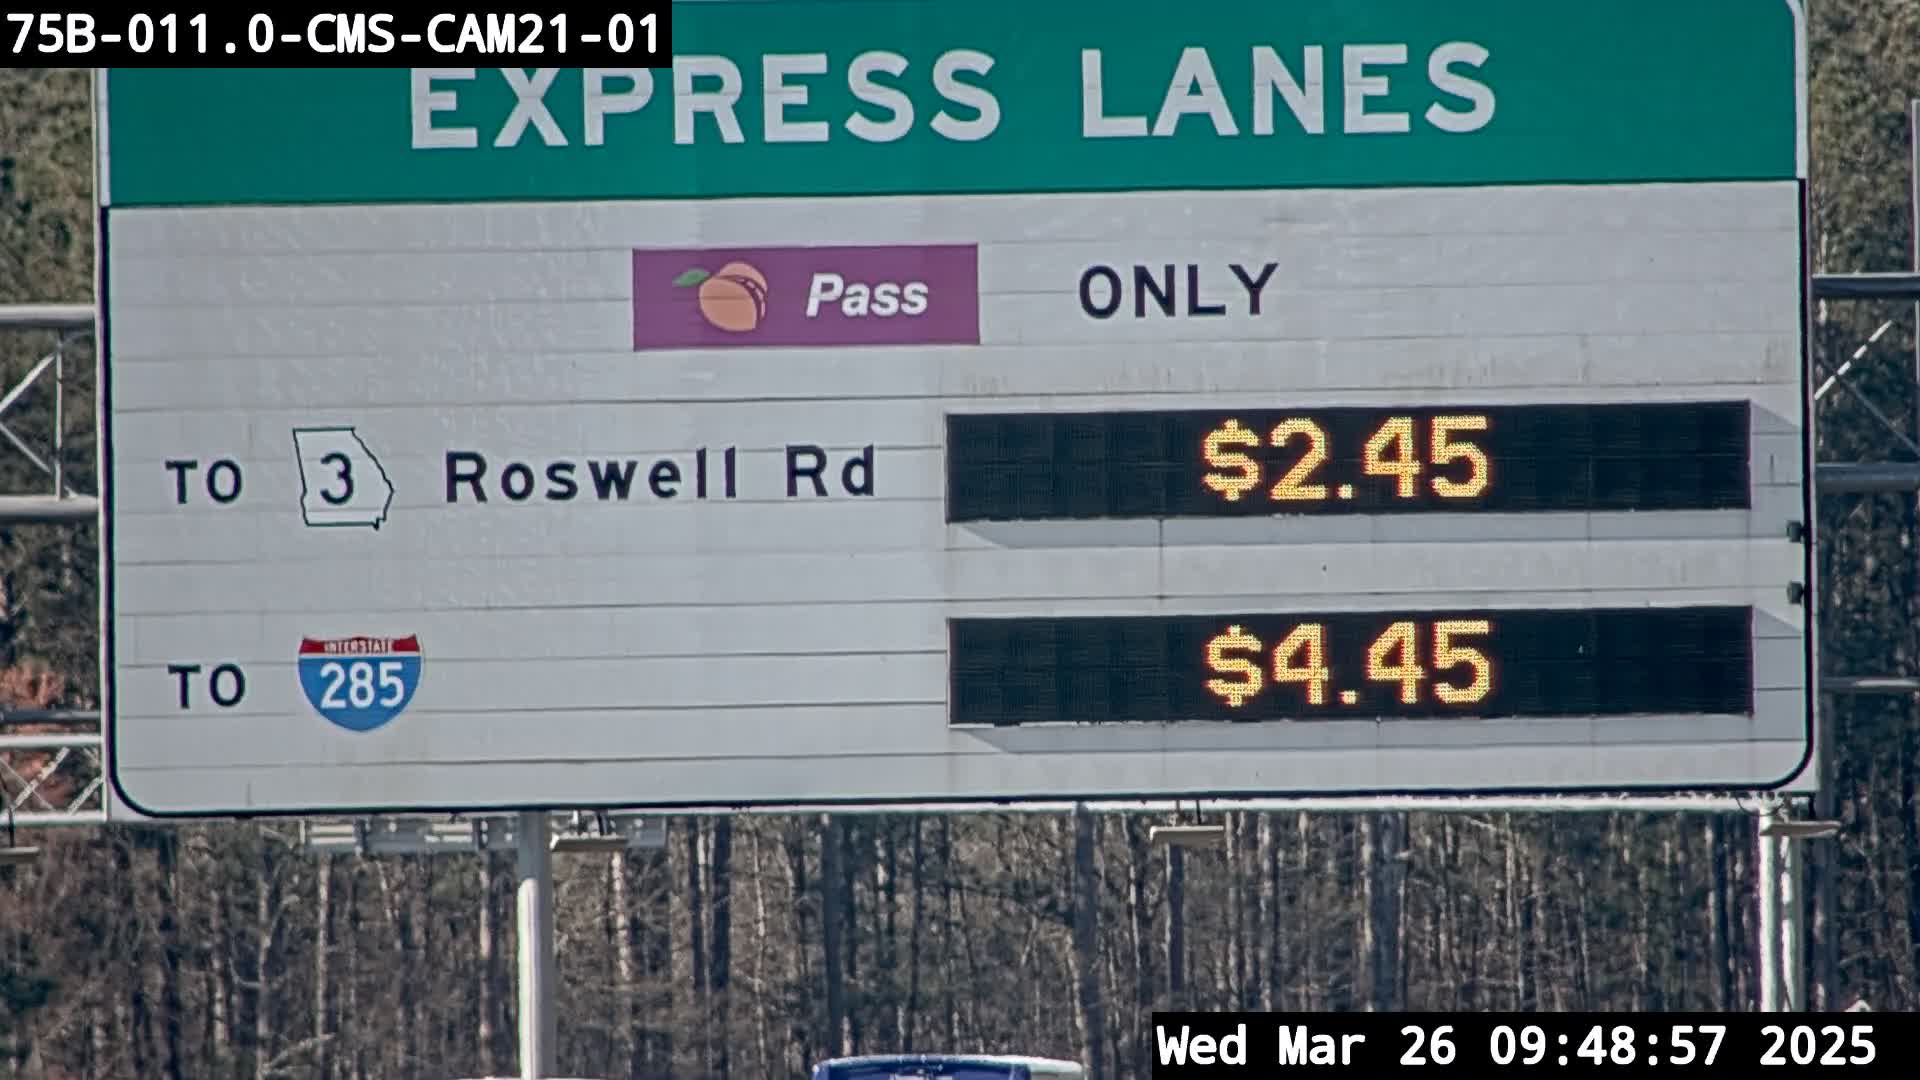 75B-011.0-CMS-CAM21-01
EXPRESS LANES
Pass ONLY
TO 3 Roswell Rd $2.45
TO INTERSTATE 285 $4.45
Wed Mar 26 09:48:57 2025